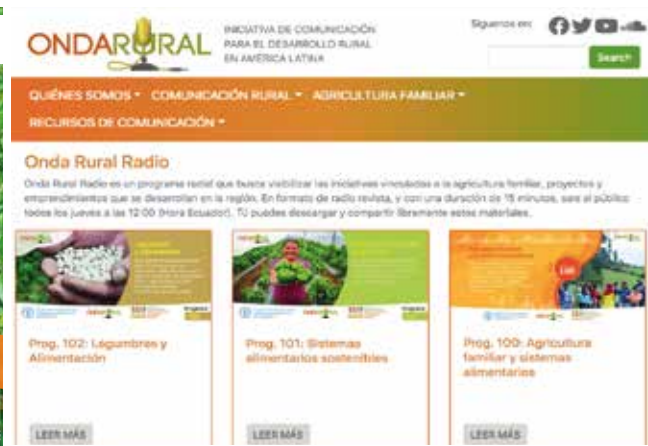 ONDARURAL
INICIATIVA DE COMUNICACIÓN
PARA EL DESARROLLO RURAL
EN AMÉRICA LATINA
Síguenos en:
Search
QUIÉNES SOMOS COMUNICACIÓN RURAL AGRICULTURA FAMILIAR
RECURSOS DE COMUNICACIÓN
Onda Rural Radio
Onda Rural Radio es un programa radial que busca visibilizar las iniciativas vinculadas a la agricultura familiar, proyectos y
emprendimientos que se desarrollan en la región. En formato de radio revista, y con una duración de 15 minutos, sale al público
todos los jueves a las 12:00 (Hora Ecuador). Tú puedes descargar y compartir libremente estos materiales.
Prog. 102: Legumbres y
Alimentación
LEER MÁS
Prog. 101: Sistemas
alimentarios sostenibles
LEER MÁS
100
Prog. 100: Agricultura
familiar y sistemas
alimentarios
LEER MÁS